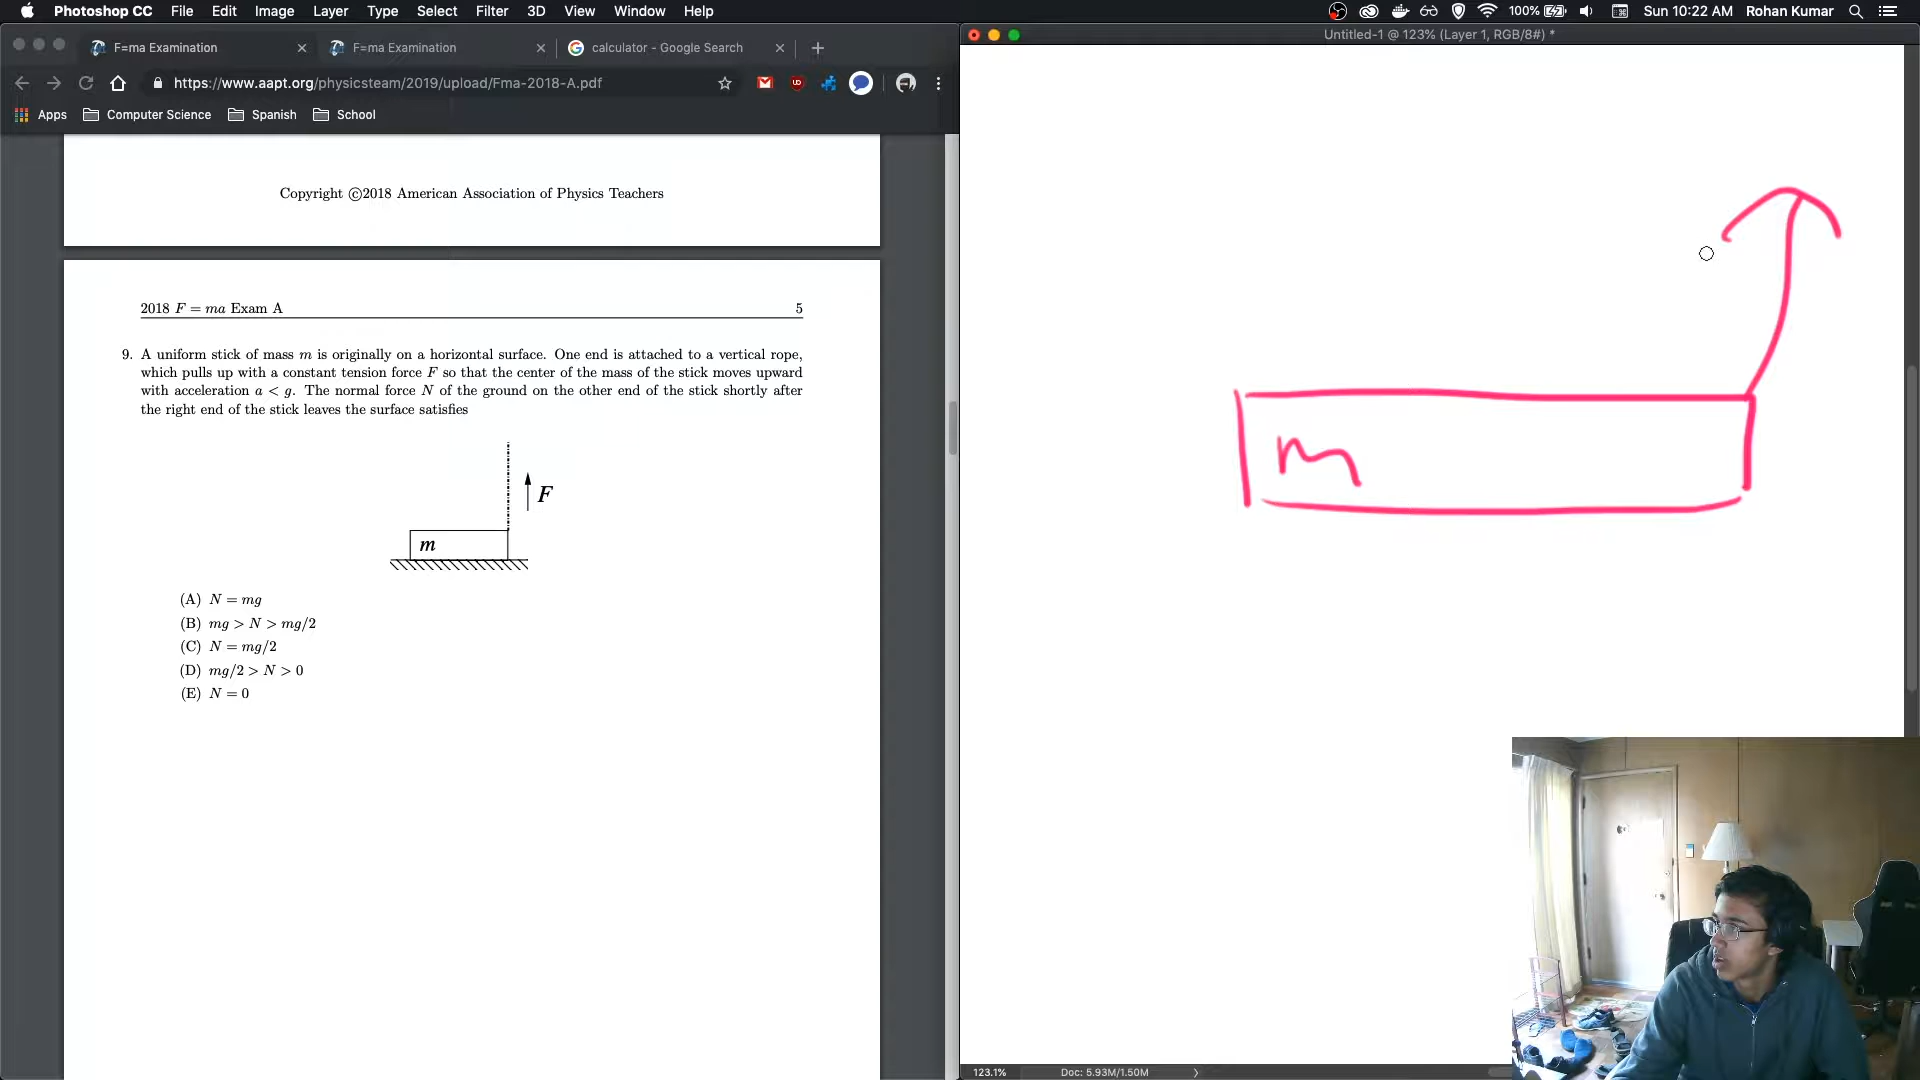 Photoshop CC File Edit Image Layer Type Select Filter 3D View Window Help 100% Sun 10:22 AM Rohan Kumar
F=ma Examination F=ma Examination calculator - Google Search
Untitled-1 @ 123% (Layer 1, RGB/8#) *
https://www.aapt.org/physicsteam/2019/upload/Fma-2018-A.pdf
Apps Computer Science Spanish School
Copyright ©2018 American Association of Physics Teachers
2018 F = ma Exam A 5
9. A uniform stick of mass m is originally on a horizontal surface. One end is attached to a vertical rope,
which pulls up with a constant tension force F so that the center of the mass of the stick moves upward
with acceleration a < g. The normal force N of the ground on the other end of the stick shortly after
the right end of the stick leaves the surface satisfies
F
m
(A) N = mg
(B) mg > N > mg/2
(C) N = mg/2
(D) mg/2 > N > 0
(E) N = 0
m
123.1% Doc: 5.93M/1.50M